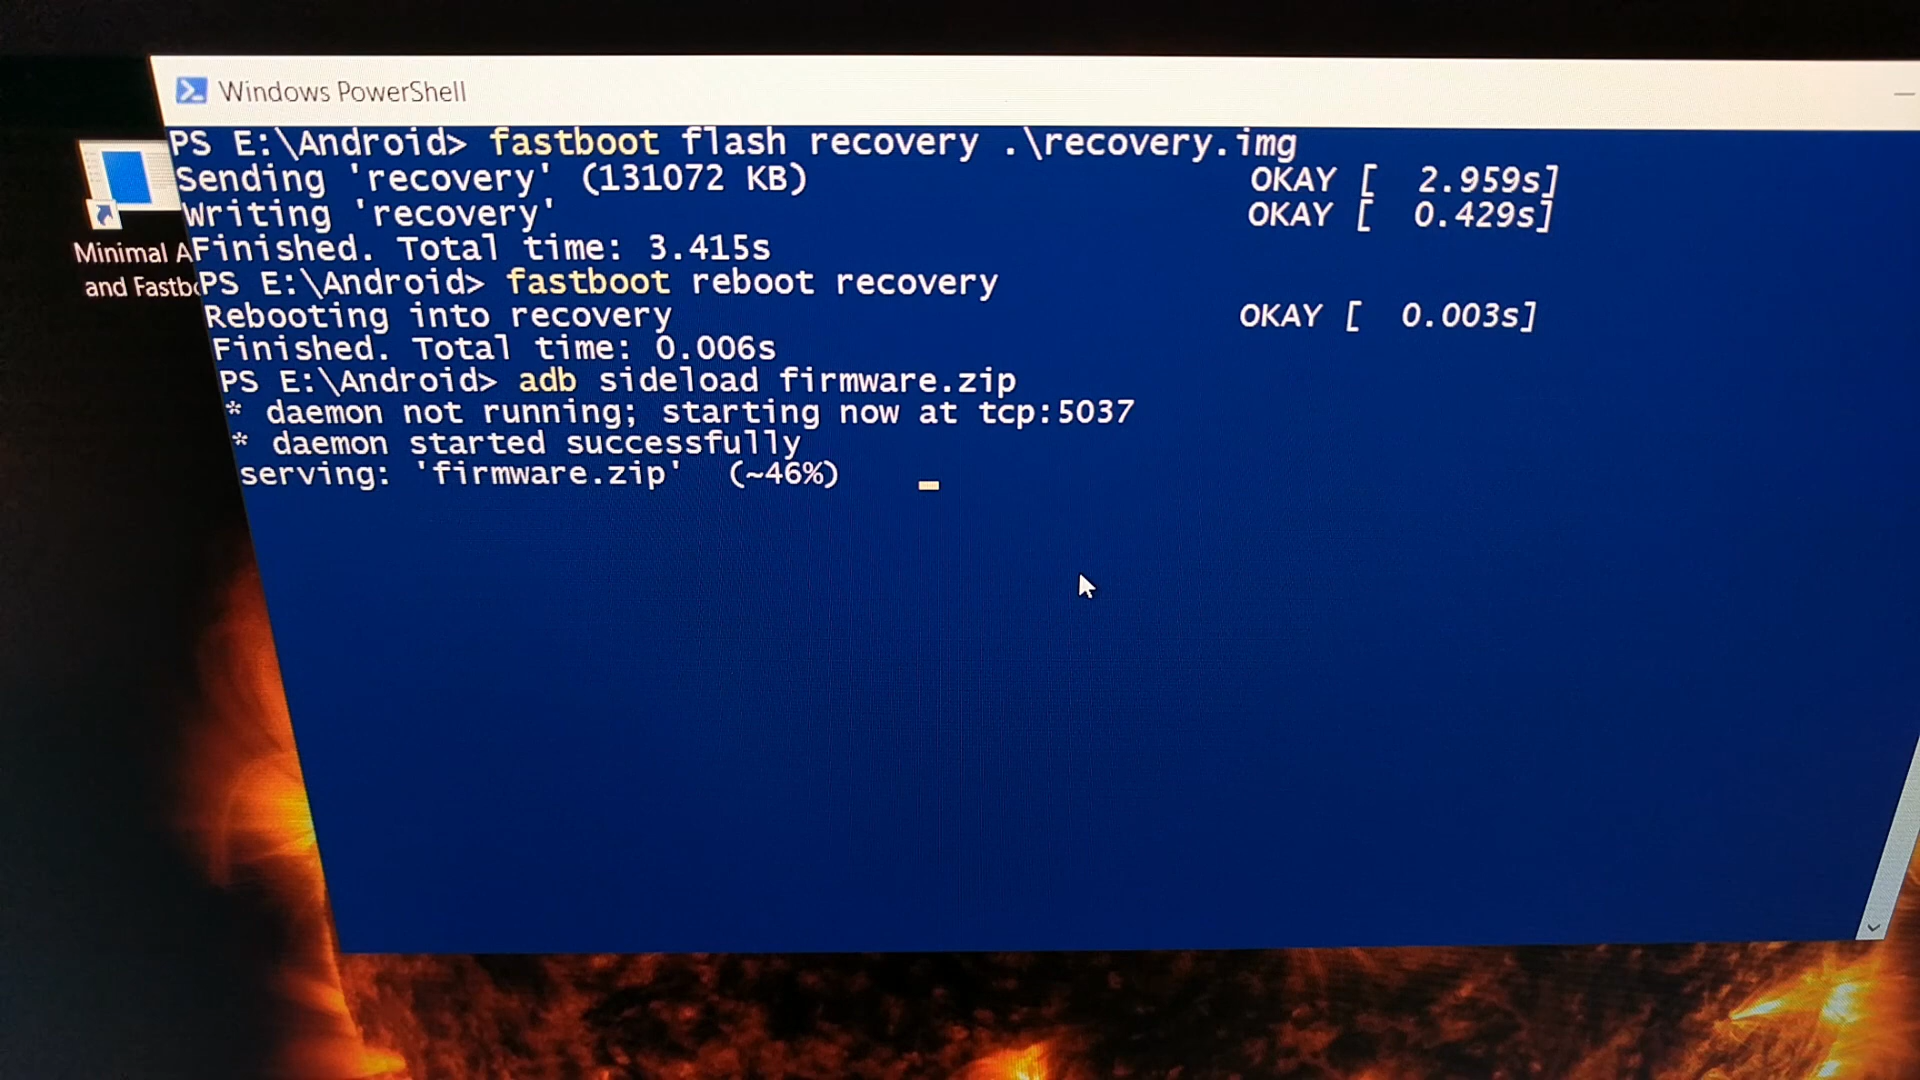 Windows PowerShell
PS E:\Android> fastboot flash recovery .\recovery.img
Sending 'recovery' (131072 KB) OKAY [ 2.959s]
Writing 'recovery' OKAY [ 0.429s]
Finished. Total time: 3.415s
PS E:\Android> fastboot reboot recovery
Rebooting into recovery OKAY [ 0.003s]
Finished. Total time: 0.006s
PS E:\Android> adb sideload firmware.zip
* daemon not running; starting now at tcp:5037
* daemon started successfully
serving: 'firmware.zip' (~46%)
Minimal A
and Fastbo